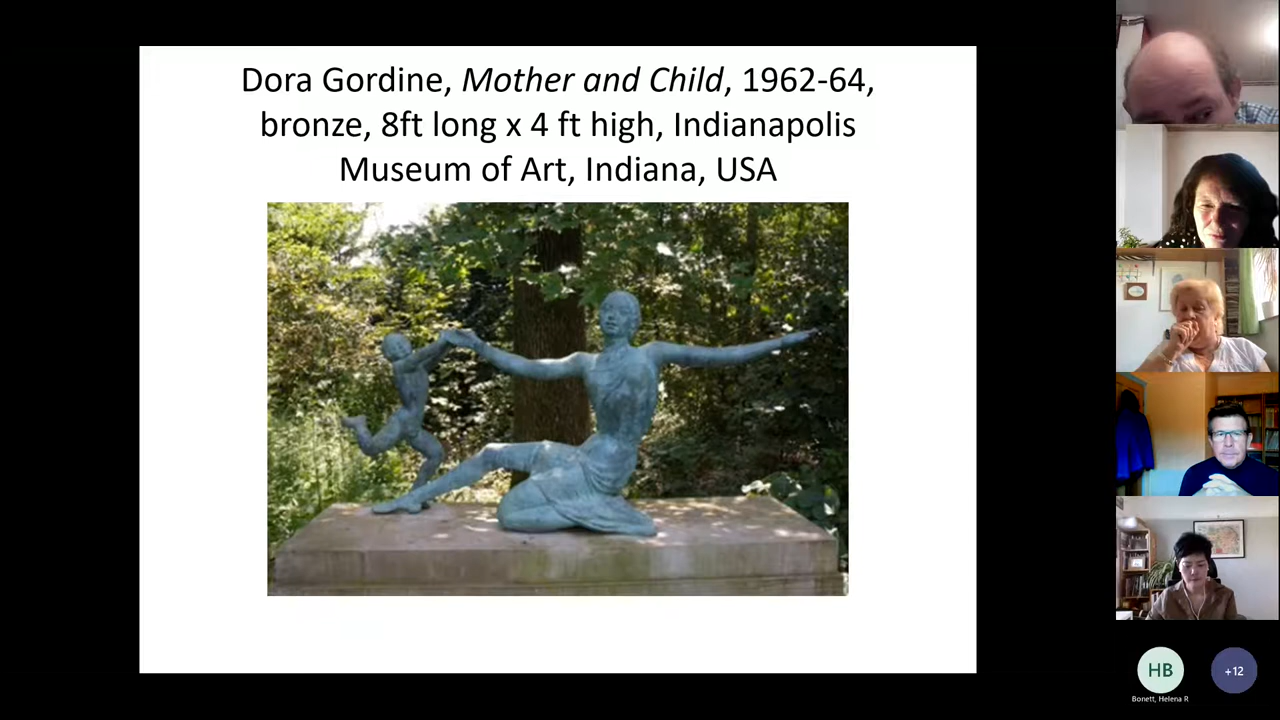 Dora Gordine, Mother and Child, 1962-64,
bronze, 8ft long x 4 ft high, Indianapolis
Museum of Art, Indiana, USA
HB
+12
Bonett, Helena R